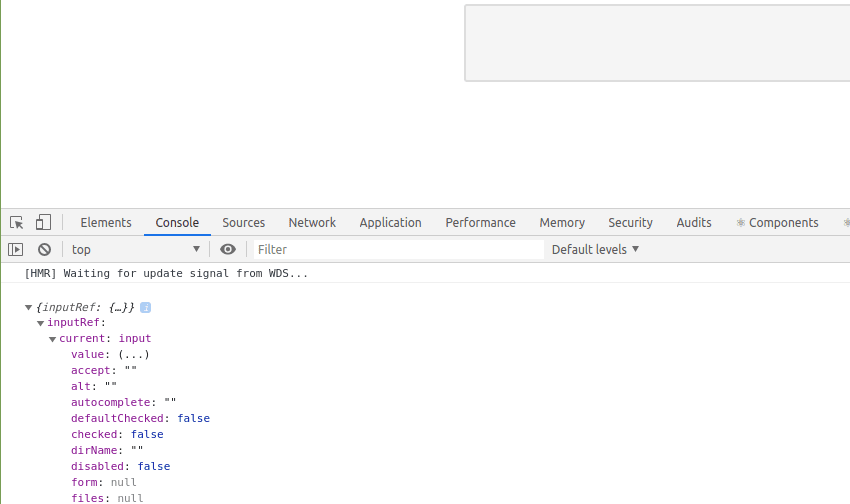 Elements Console Sources Network Application Performance Memory Security Audits Components
top Filter Default levels
[HMR] Waiting for update signal from WDS...
{inputRef: {…}} i
inputRef:
current: input
value: (...)
accept: ""
alt: ""
autocomplete: ""
defaultChecked: false
checked: false
dirName: ""
disabled: false
form: null
files: null